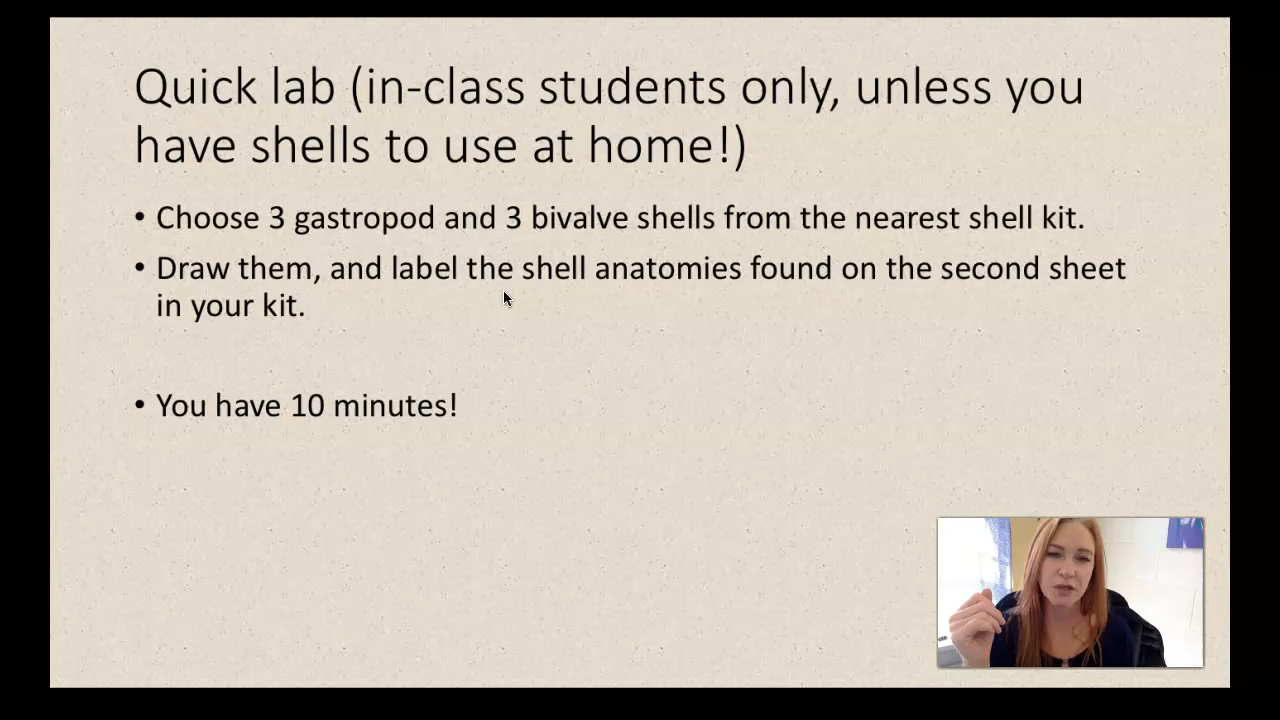 Quick lab (in-class students only, unless you
have shells to use at home!)
• Choose 3 gastropod and 3 bivalve shells from the nearest shell kit.
• Draw them, and label the shell anatomies found on the second sheet
in your kit.
• You have 10 minutes!